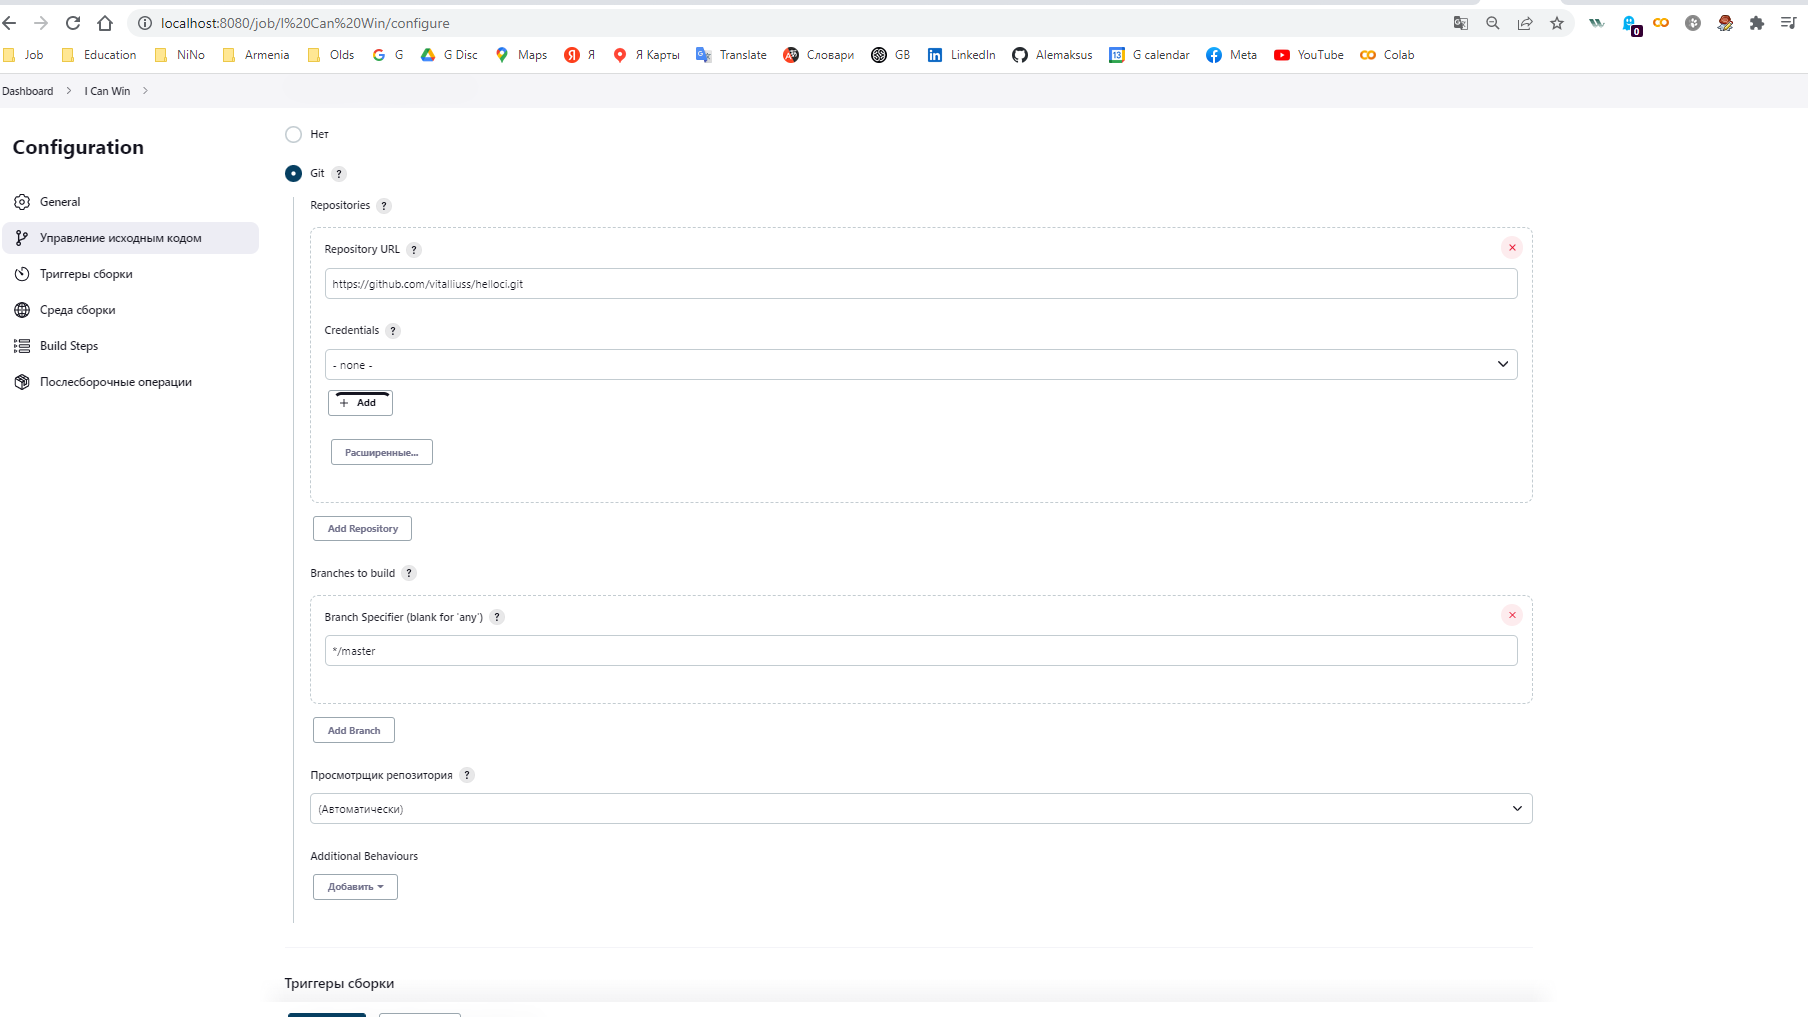 localhost:8080/job/I%20Can%20Win/configure
0
Job Education NiNo Armenia Olds G G Disc Maps Я Я Карты Translate Словари GB LinkedIn Alemaksus 13 G calendar Meta YouTube Colab
Dashboard > I Can Win >
Configuration
General
Управление исходным кодом
Триггеры сборки
Среда сборки
Build Steps
Послесборочные операции
Нет
Git ?
Repositories ?
Repository URL ?
https://github.com/vitalliuss/helloci.git
Credentials ?
- none -
+ Add
Расширенные...
Add Repository
Branches to build ?
Branch Specifier (blank for 'any') ?
*/master
Add Branch
Просмотрщик репозитория ?
(Автоматически)
Additional Behaviours
Добавить
Триггеры сборки